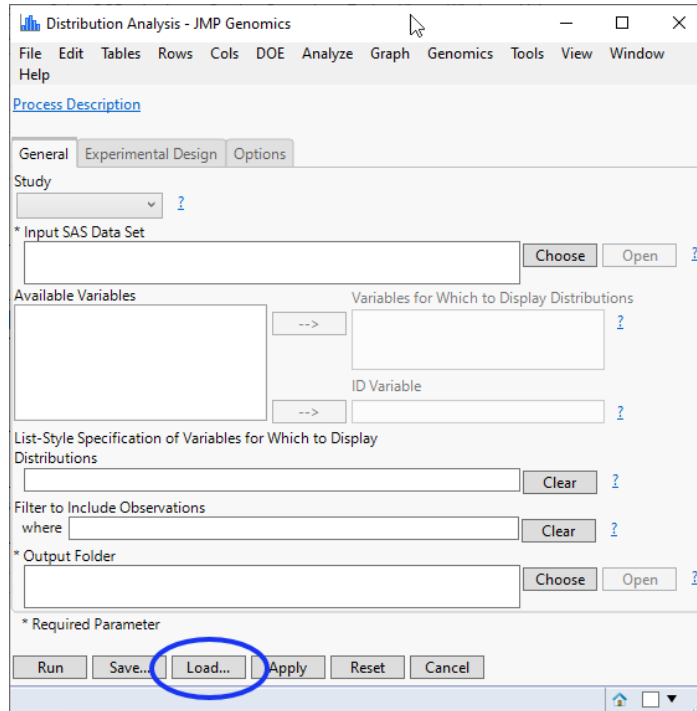 Distribution Analysis - JMP Genomics
File Edit Tables Rows Cols DOE Analyze Graph Genomics Tools View Window
Help
Process Description
General Experimental Design Options
Study
?
* Input SAS Data Set
Choose Open ?
Available Variables
Variables for Which to Display Distributions
--> ?
ID Variable
--> ?
List-Style Specification of Variables for Which to Display
Distributions
Clear ?
Filter to Include Observations
where Clear ?
* Output Folder
Choose Open ?
* Required Parameter
Run Save... Load... Apply Reset Cancel